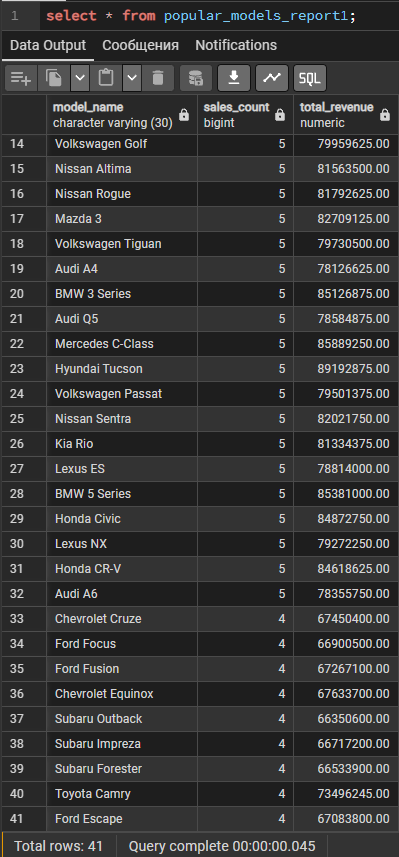 1 select * from popular_models_report1;
Data Output Сообщения Notifications
SQL
model_name sales_count total_revenue
character varying (30) bigint numeric
14 Volkswagen Golf 5 79959625.00
15 Nissan Altima 5 81563500.00
16 Nissan Rogue 5 81792625.00
17 Mazda 3 5 82709125.00
18 Volkswagen Tiguan 5 79730500.00
19 Audi A4 5 78126625.00
20 BMW 3 Series 5 85126875.00
21 Audi Q5 5 78584875.00
22 Mercedes C-Class 5 85889250.00
23 Hyundai Tucson 5 89192875.00
24 Volkswagen Passat 5 79501375.00
25 Nissan Sentra 5 82021750.00
26 Kia Rio 5 81334375.00
27 Lexus ES 5 78814000.00
28 BMW 5 Series 5 85381000.00
29 Honda Civic 5 84872750.00
30 Lexus NX 5 79272250.00
31 Honda CR-V 5 84618625.00
32 Audi A6 5 78355750.00
33 Chevrolet Cruze 4 67450400.00
34 Ford Focus 4 66900500.00
35 Ford Fusion 4 67267100.00
36 Chevrolet Equinox 4 67633700.00
37 Subaru Outback 4 66350600.00
38 Subaru Impreza 4 66717200.00
39 Subaru Forester 4 66533900.00
40 Toyota Camry 4 73496245.00
41 Ford Escape 4 67083800.00
Total rows: 41 Query complete 00:00:00.045